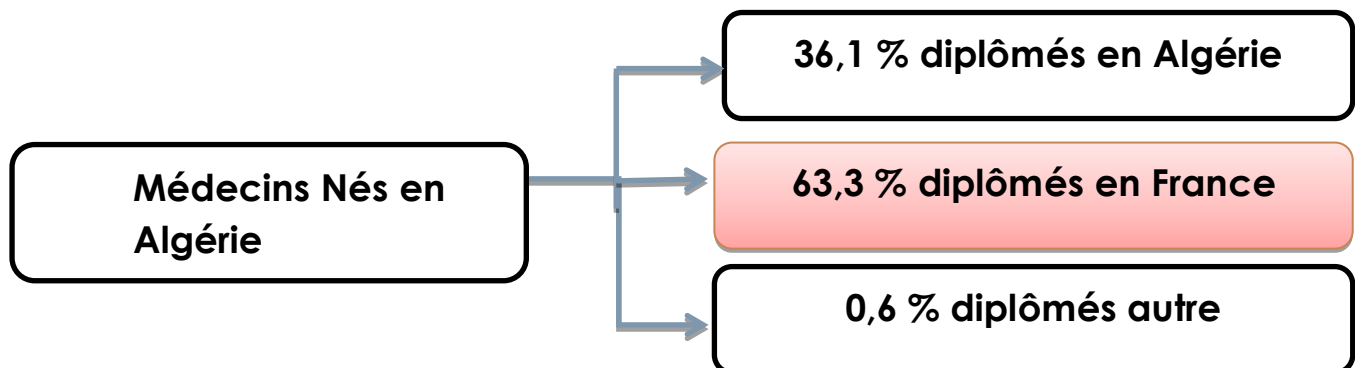 36,1 % diplômés en Algérie
Médecins Nés en
Algérie
63,3 % diplômés en France
0,6 % diplômés autre